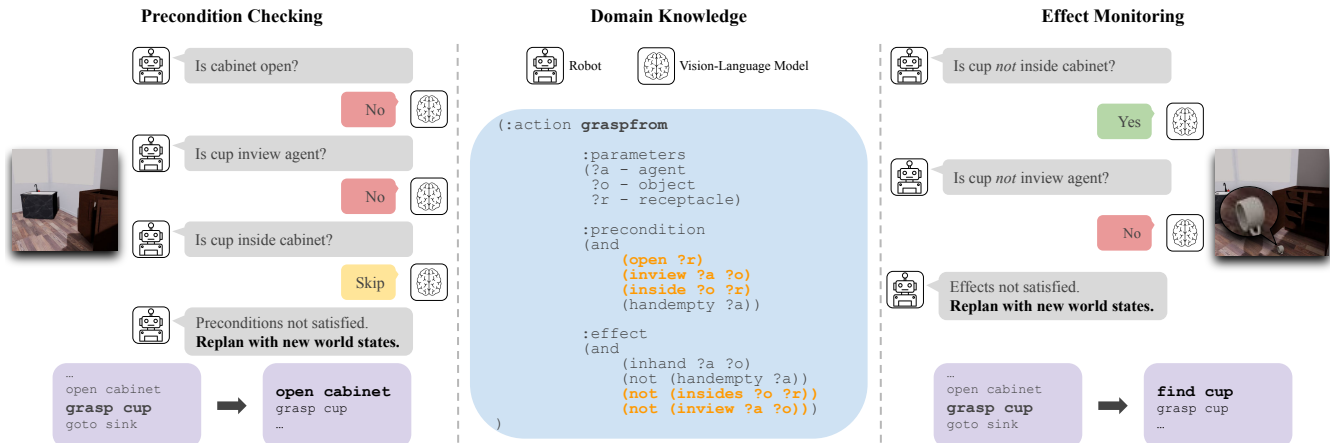 Precondition Checking
Is cabinet open?
No
Is cup inview agent?
No
Is cup inside cabinet?
Skip
Preconditions not satisfied.
Replan with new world states.
…
open cabinet
grasp cup
goto sink
open cabinet
grasp cup
…
Domain Knowledge
Robot
Vision-Language Model
(:action graspfrom
:parameters
(?a - agent
?o - object
?r - receptacle)
:precondition
(and
(open ?r)
(inview ?a ?o)
(inside ?o ?r)
(handempty ?a))
:effect
(and
(inhand ?a ?o)
(not (handempty ?a))
(not (insides ?o ?r))
(not (inview ?a ?o)))
)
Effect Monitoring
Is cup not inside cabinet?
Yes
Is cup not inview agent?
No
Effects not satisfied.
Replan with new world states.
…
open cabinet
grasp cup
goto sink
find cup
grasp cup
…